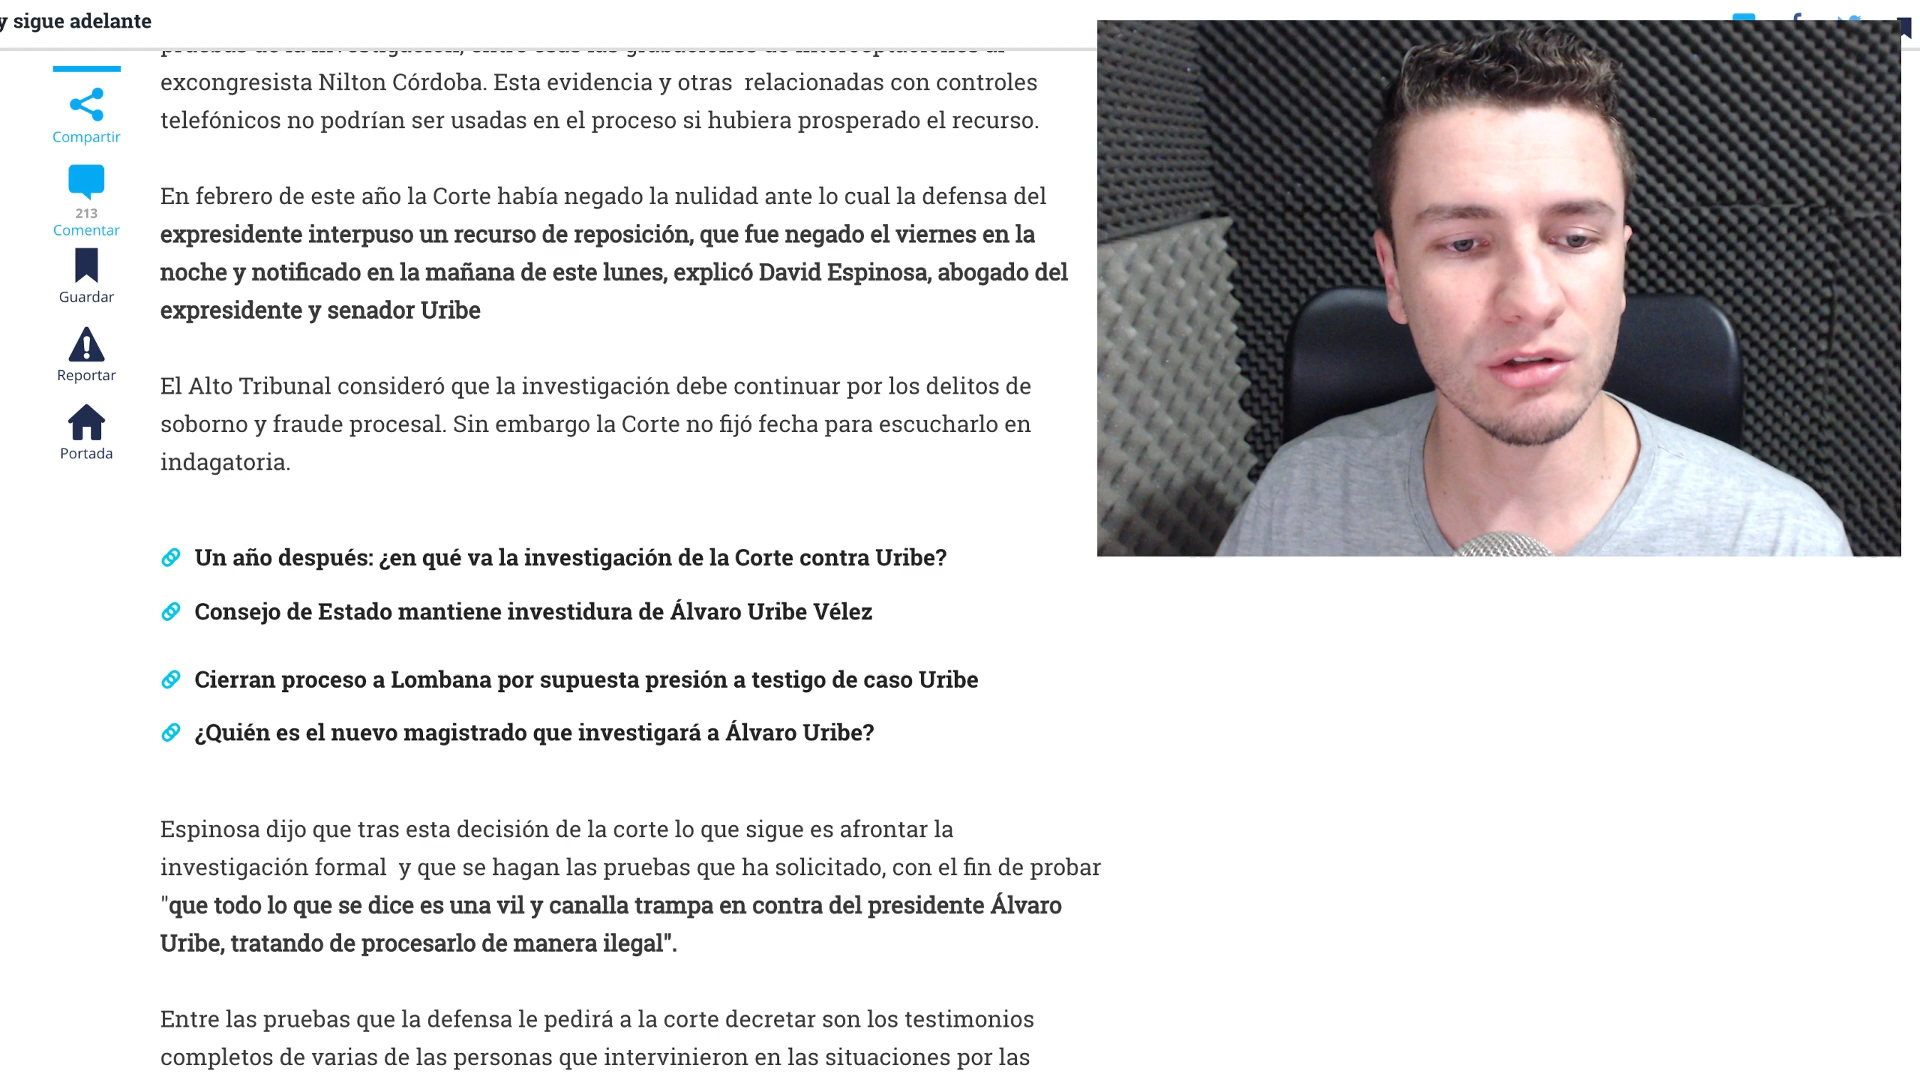 y sigue adelante
Compartir
213
Comentar
Guardar
Reportar
Portada
pruebas de la investigación, entre esas las grabaciones de interceptaciones al
excongresista Nilton Córdoba. Esta evidencia y otras relacionadas con controles
telefónicos no podrían ser usadas en el proceso si hubiera prosperado el recurso.
En febrero de este año la Corte había negado la nulidad ante lo cual la defensa del
expresidente interpuso un recurso de reposición, que fue negado el viernes en la
noche y notificado en la mañana de este lunes, explicó David Espinosa, abogado del
expresidente y senador Uribe
El Alto Tribunal consideró que la investigación debe continuar por los delitos de
soborno y fraude procesal. Sin embargo la Corte no fijó fecha para escucharlo en
indagatoria.
Un año después: ¿en qué va la investigación de la Corte contra Uribe?
Consejo de Estado mantiene investidura de Álvaro Uribe Vélez
Cierran proceso a Lombana por supuesta presión a testigo de caso Uribe
¿Quién es el nuevo magistrado que investigará a Álvaro Uribe?
Espinosa dijo que tras esta decisión de la corte lo que sigue es afrontar la
investigación formal y que se hagan las pruebas que ha solicitado, con el fin de probar
"que todo lo que se dice es una vil y canalla trampa en contra del presidente Álvaro
Uribe, tratando de procesarlo de manera ilegal".
Entre las pruebas que la defensa le pedirá a la corte decretar son los testimonios
completos de varias de las personas que intervinieron en las situaciones por las